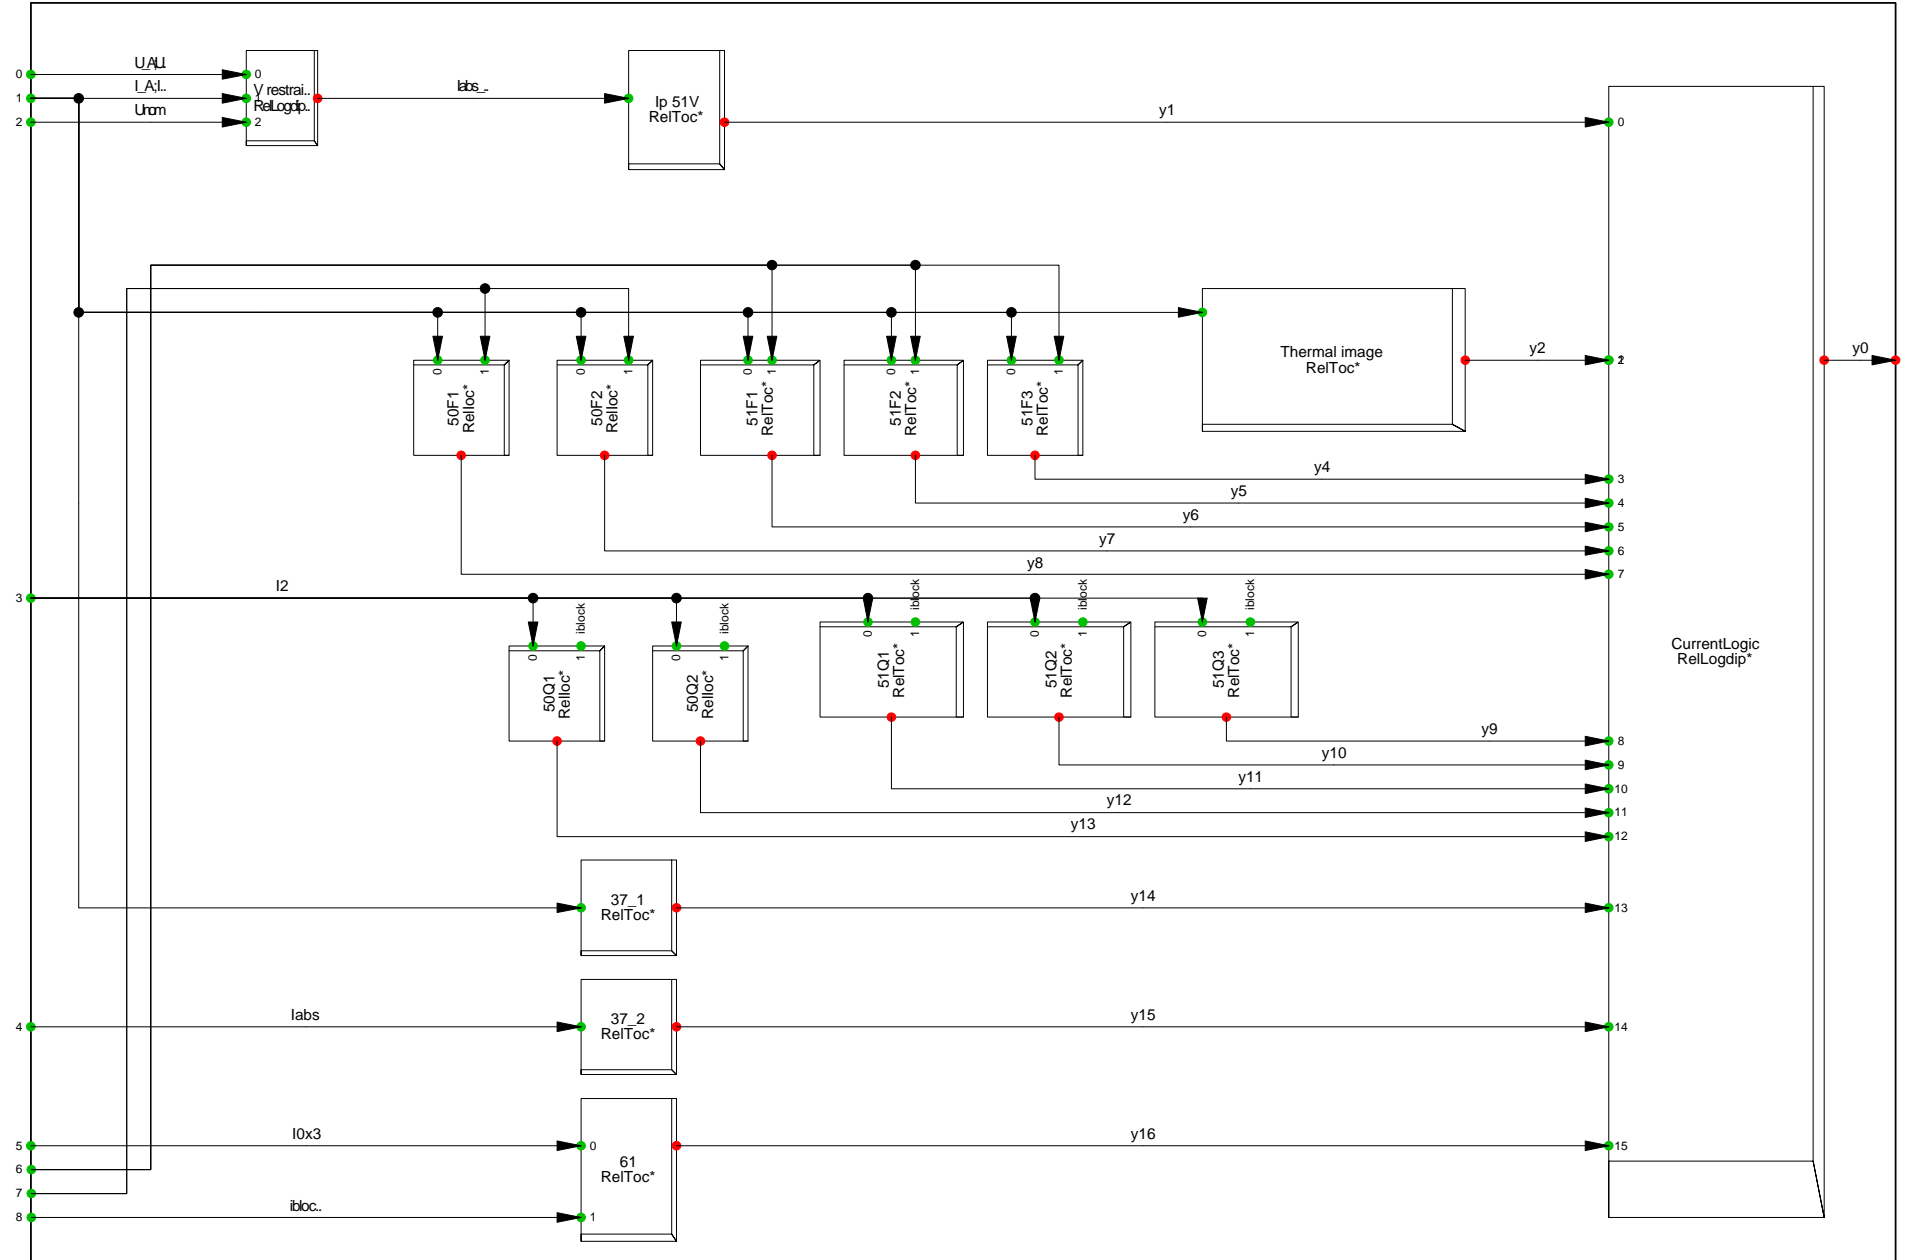 0
U_A;U..
0
1
I_A;I..
1
2
Unom
2
V restrai..
RelLogdip..
Iabs_..
Ip 51V
RelToc*
y1
0
0
1
50F1
RelIoc*
0
1
50F2
RelIoc*
0
1
51F1
RelToc*
0
1
51F2
RelToc*
0
1
51F3
RelToc*
Thermal image
RelToc*
y2
y0
y4
3
y5
4
y6
5
y7
6
y8
7
3
I2
iblock
iblock
iblock
iblock
iblock
0
1
50Q1
RelIoc*
0
1
50Q2
RelIoc*
0
1
51Q1
RelToc*
0
1
51Q2
RelToc*
0
1
51Q3
RelToc*
CurrentLogic
RelLogdip*
y9
8
y10
9
y11
10
y12
11
y13
12
37_1
RelToc*
y14
13
4
Iabs
37_2
RelToc*
y15
14
5
I0x3
0
61
RelToc*
y16
15
6
7
8
ibloc..
1